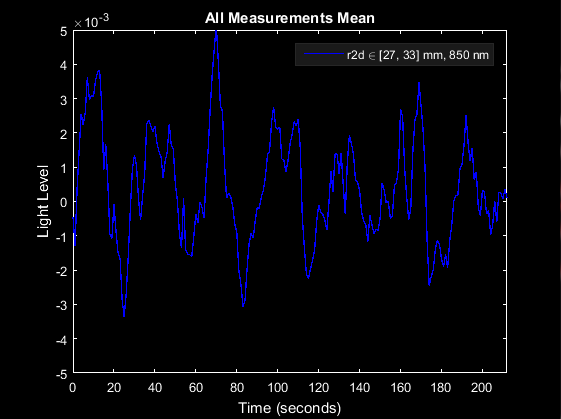 All Measurements Mean
×10⁻³
r2d ∈ [27, 33] mm, 850 nm
5
4
3
2
1
0
-1
-2
-3
-4
-5
Light Level
0 20 40 60 80 100 120 140 160 180 200
Time (seconds)